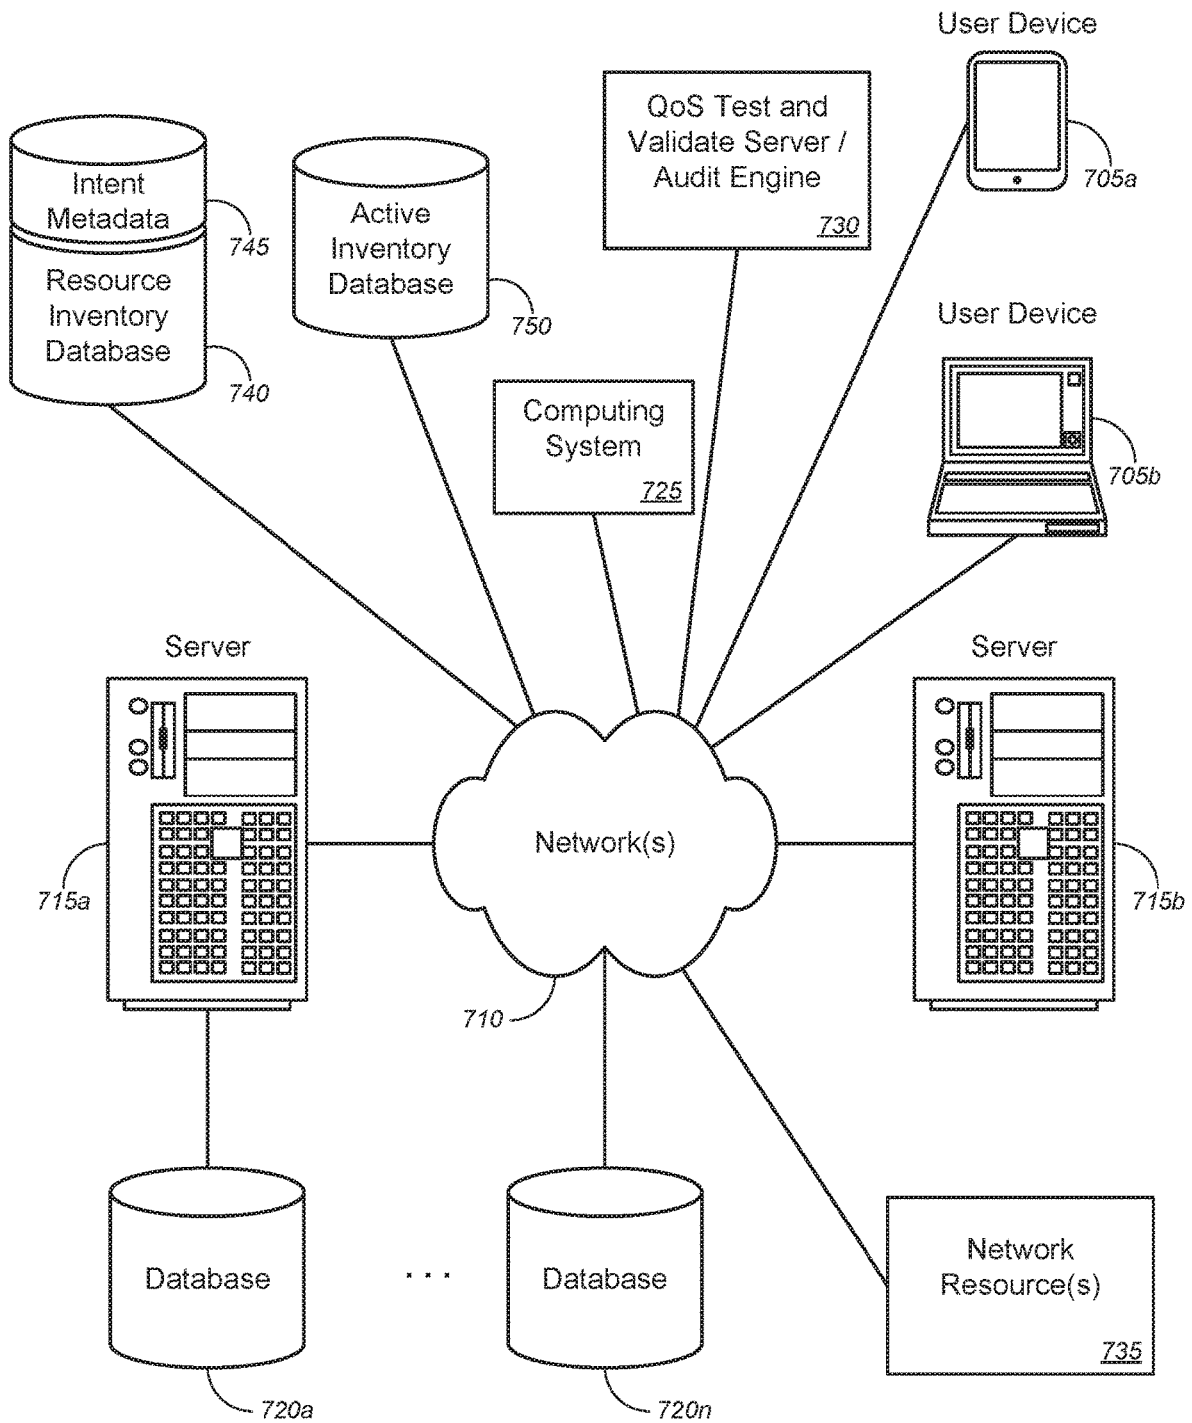 User Device
705a
QoS Test and
Validate Server /
Audit Engine
730
Intent
Metadata
745
Resource
Inventory
Database
740
Active
Inventory
Database
750
User Device
705b
Computing
System
725
Server
715a
Server
715b
Network(s)
710
Database
720a
. . .
Database
720n
Network
Resource(s)
735